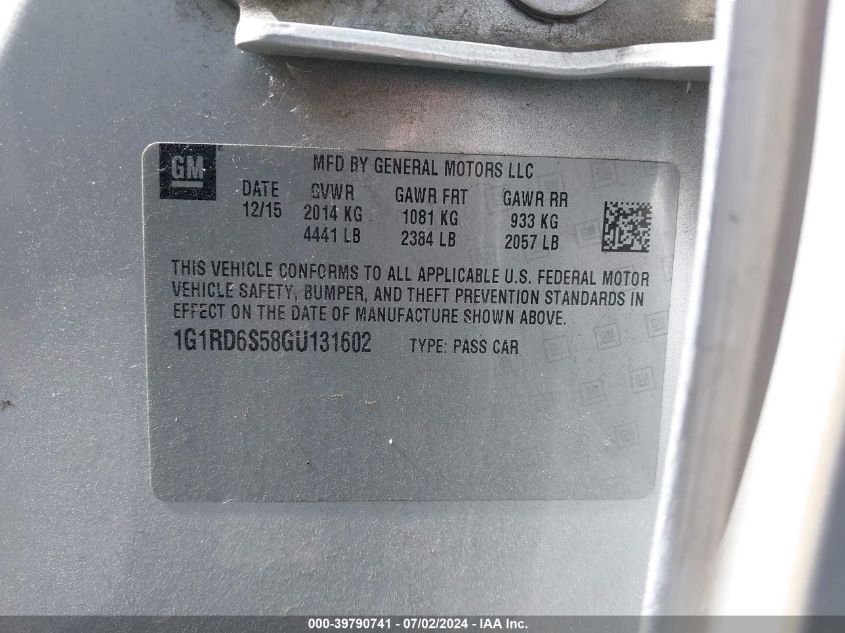 GM
MFD BY GENERAL MOTORS LLC
DATE GVWR GAWR FRT GAWR RR
12/15 2014 KG 1081 KG 933 KG
4441 LB 2384 LB 2057 LB
THIS VEHICLE CONFORMS TO ALL APPLICABLE U.S. FEDERAL MOTOR
VEHICLE SAFETY, BUMPER, AND THEFT PREVENTION STANDARDS IN
EFFECT ON THE DATE OF MANUFACTURE SHOWN ABOVE.
1G1RD6S58GU131602 TYPE: PASS CAR
000-39790741 - 07/02/2024 - IAA Inc.